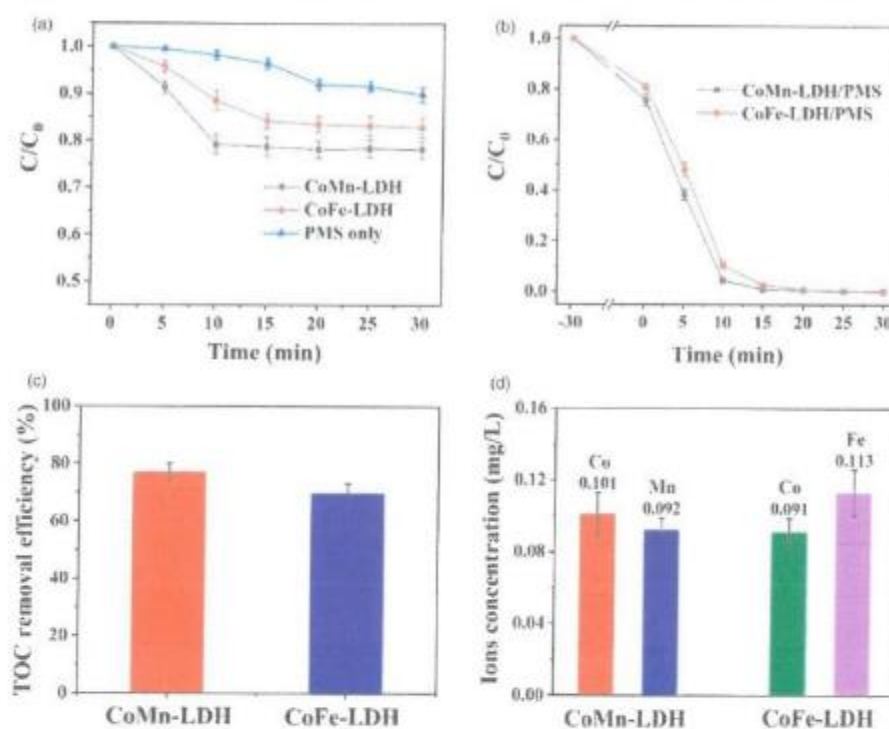 (a)
1.0
0.9
0.8
0.7
0.6
0.5
C/C₀
CoMn-LDH
CoFe-LDH
PMS only
0 5 10 15 20 25 30
Time (min)
(b)
1.0
0.8
0.6
0.4
0.2
0.0
C/C₀
CoMn-LDH/PMS
CoFe-LDH/PMS
-30 0 5 10 15 20 25 30
Time (min)
(c)
100
80
60
40
20
0
TOC removal efficiency (%)
CoMn-LDH CoFe-LDH
(d)
0.16
0.12
0.08
0.04
0.00
Ions concentration (mg/L)
Co
0.101
Mn
0.092
Co
0.091
Fe
0.113
CoMn-LDH CoFe-LDH